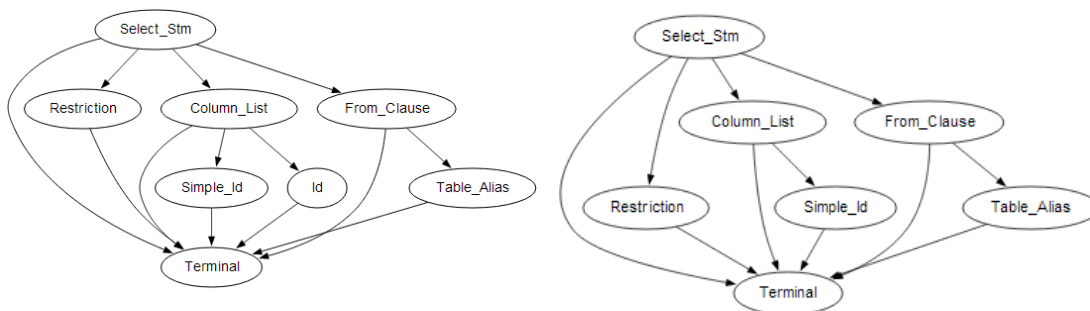 Select_Stm
Restriction
Column_List
From_Clause
Simple_Id
Id
Table_Alias
Terminal
Select_Stm
Column_List
From_Clause
Restriction
Simple_Id
Table_Alias
Terminal